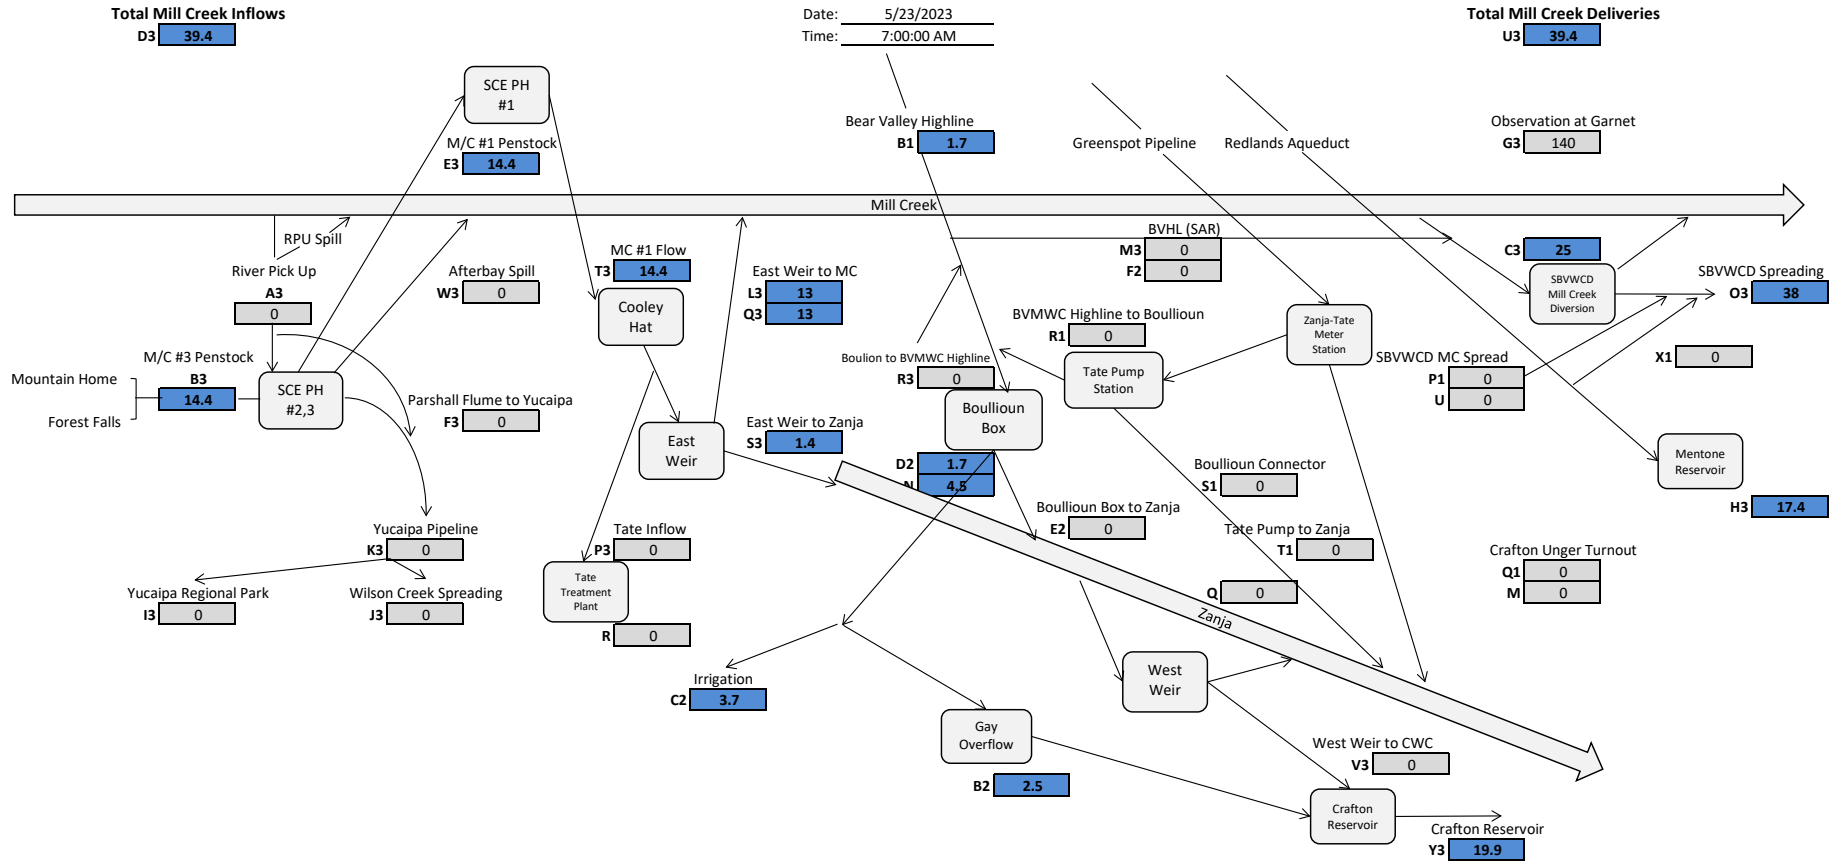 Total Mill Creek Inflows
D3 39.4
Date: 5/23/2023
Time: 7:00:00 AM
Total Mill Creek Deliveries
U3 39.4
SCE PH
#1
M/C #1 Penstock
E3 14.4
Bear Valley Highline
B1 1.7
Greenspot Pipeline
Redlands Aqueduct
Observation at Garnet
G3 140
Mill Creek
RPU Spill
River Pick Up
A3
0
Afterbay Spill
W3 0
MC #1 Flow
T3 14.4
Cooley
Hat
East Weir to MC
L3 13
Q3 13
BVHL (SAR)
M3 0
F2 0
C3 25
SBVWCD
Mill Creek
Diversion
SBVWCD Spreading
O3 38
BVMWC Highline to Boullioun
R1 0
Zanja-Tate
Meter
Station
M/C #3 Penstock
B3
14.4
Mountain Home
Forest Falls
SCE PH
#2,3
Parshall Flume to Yucaipa
F3 0
Boulion to BVMWC Highline
R3 0
Tate Pump
Station
SBVWCD MC Spread
P1 0
U 0
X1 0
Boullioun
Box
East
Weir
East Weir to Zanja
S3 1.4
D2 1.7
N 4.5
Boullioun Connector
S1 0
Mentone
Reservoir
H3 17.4
Boullioun Box to Zanja
E2 0
Yucaipa Pipeline
K3 0
Tate Inflow
P3 0
Tate Pump to Zanja
T1 0
Crafton Unger Turnout
Q1 0
M 0
Yucaipa Regional Park
I3 0
Wilson Creek Spreading
J3 0
Tate
Treatment
Plant
R 0
Q 0
Zanja
Irrigation
C2 3.7
West
Weir
Gay
Overflow
B2 2.5
West Weir to CWC
V3 0
Crafton
Reservoir
Crafton Reservoir
Y3 19.9